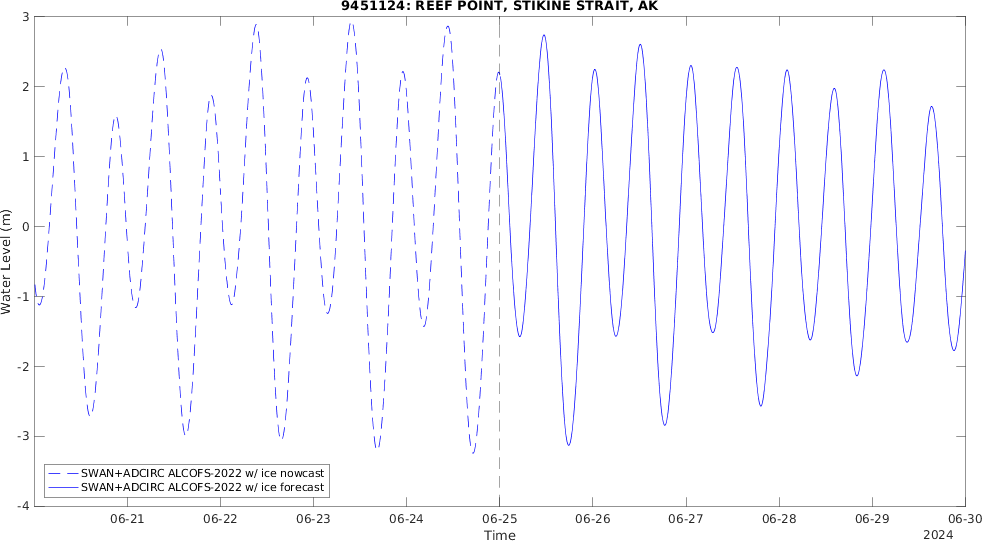 9451124: REEF POINT, STIKINE STRAIT, AK
3
2
1
0
-1
-2
-3
-4
Water Level (m)
SWAN+ADCIRC ALCOFS-2022 w/ ice nowcast
SWAN+ADCIRC ALCOFS-2022 w/ ice forecast
06-21 06-22 06-23 06-24 06-25 06-26 06-27 06-28 06-29 06-30
Time
2024